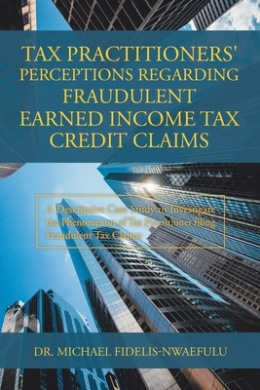 TAX PRACTITIONERS'
PERCEPTIONS REGARDING
FRAUDULENT
EARNED INCOME TAX
CREDIT CLAIMS
A Descriptive Case Study to Investigate
the Phenomenon of Tax Practitioner filing
Fraudulent Tax Claims
DR. MICHAEL FIDELIS-NWAEFULU